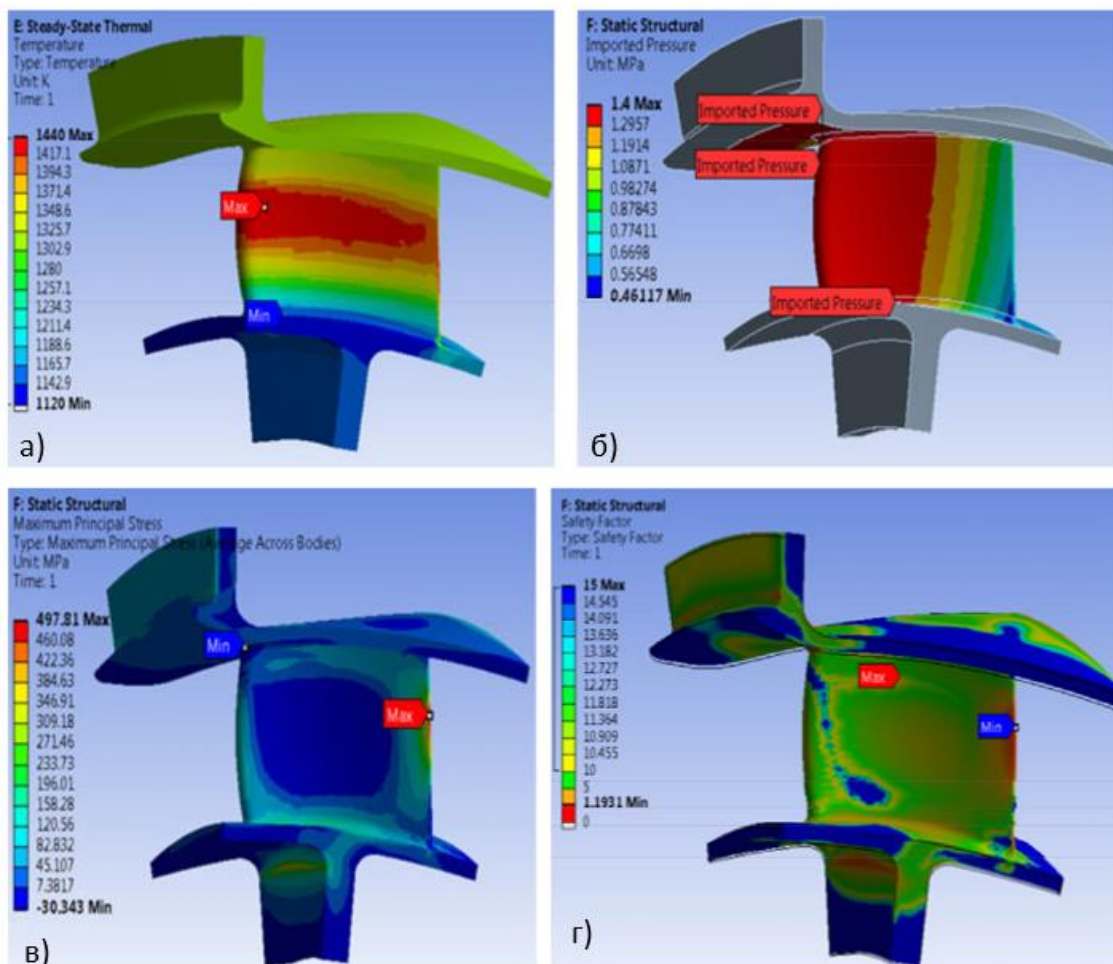 E: Steady-State Thermal
Temperature
Type: Temperature
Unit: K
Time: 1
1440 Max
1417.1
1394.3
1371.4
1348.6
1325.7
1302.9
1280
1257.1
1234.3
1211.4
1188.6
1165.7
1142.9
1120 Min
Max
Min
а)
F: Static Structural
Imported Pressure
Unit: MPa
1.4 Max
1.2957
1.1914
1.0871
0.98274
0.87843
0.77411
0.6698
0.56548
0.46117 Min
Imported Pressure
Imported Pressure
Imported Pressure
б)
F: Static Structural
Maximum Principal Stress
Type: Maximum Principal Stress (Average Across Bodies)
Unit: MPa
Time: 1
497.81 Max
460.08
422.36
384.63
346.91
309.18
271.46
233.73
196.01
158.28
120.56
82.832
45.107
7.3817
-30.343 Min
Min
Max
в)
F: Static Structural
Safety Factor
Type: Safety Factor
Time: 1
15 Max
14.545
14.091
13.636
13.182
12.727
12.273
11.818
11.364
10.909
10.455
10
5
1.1931 Min
0
Max
Min
г)